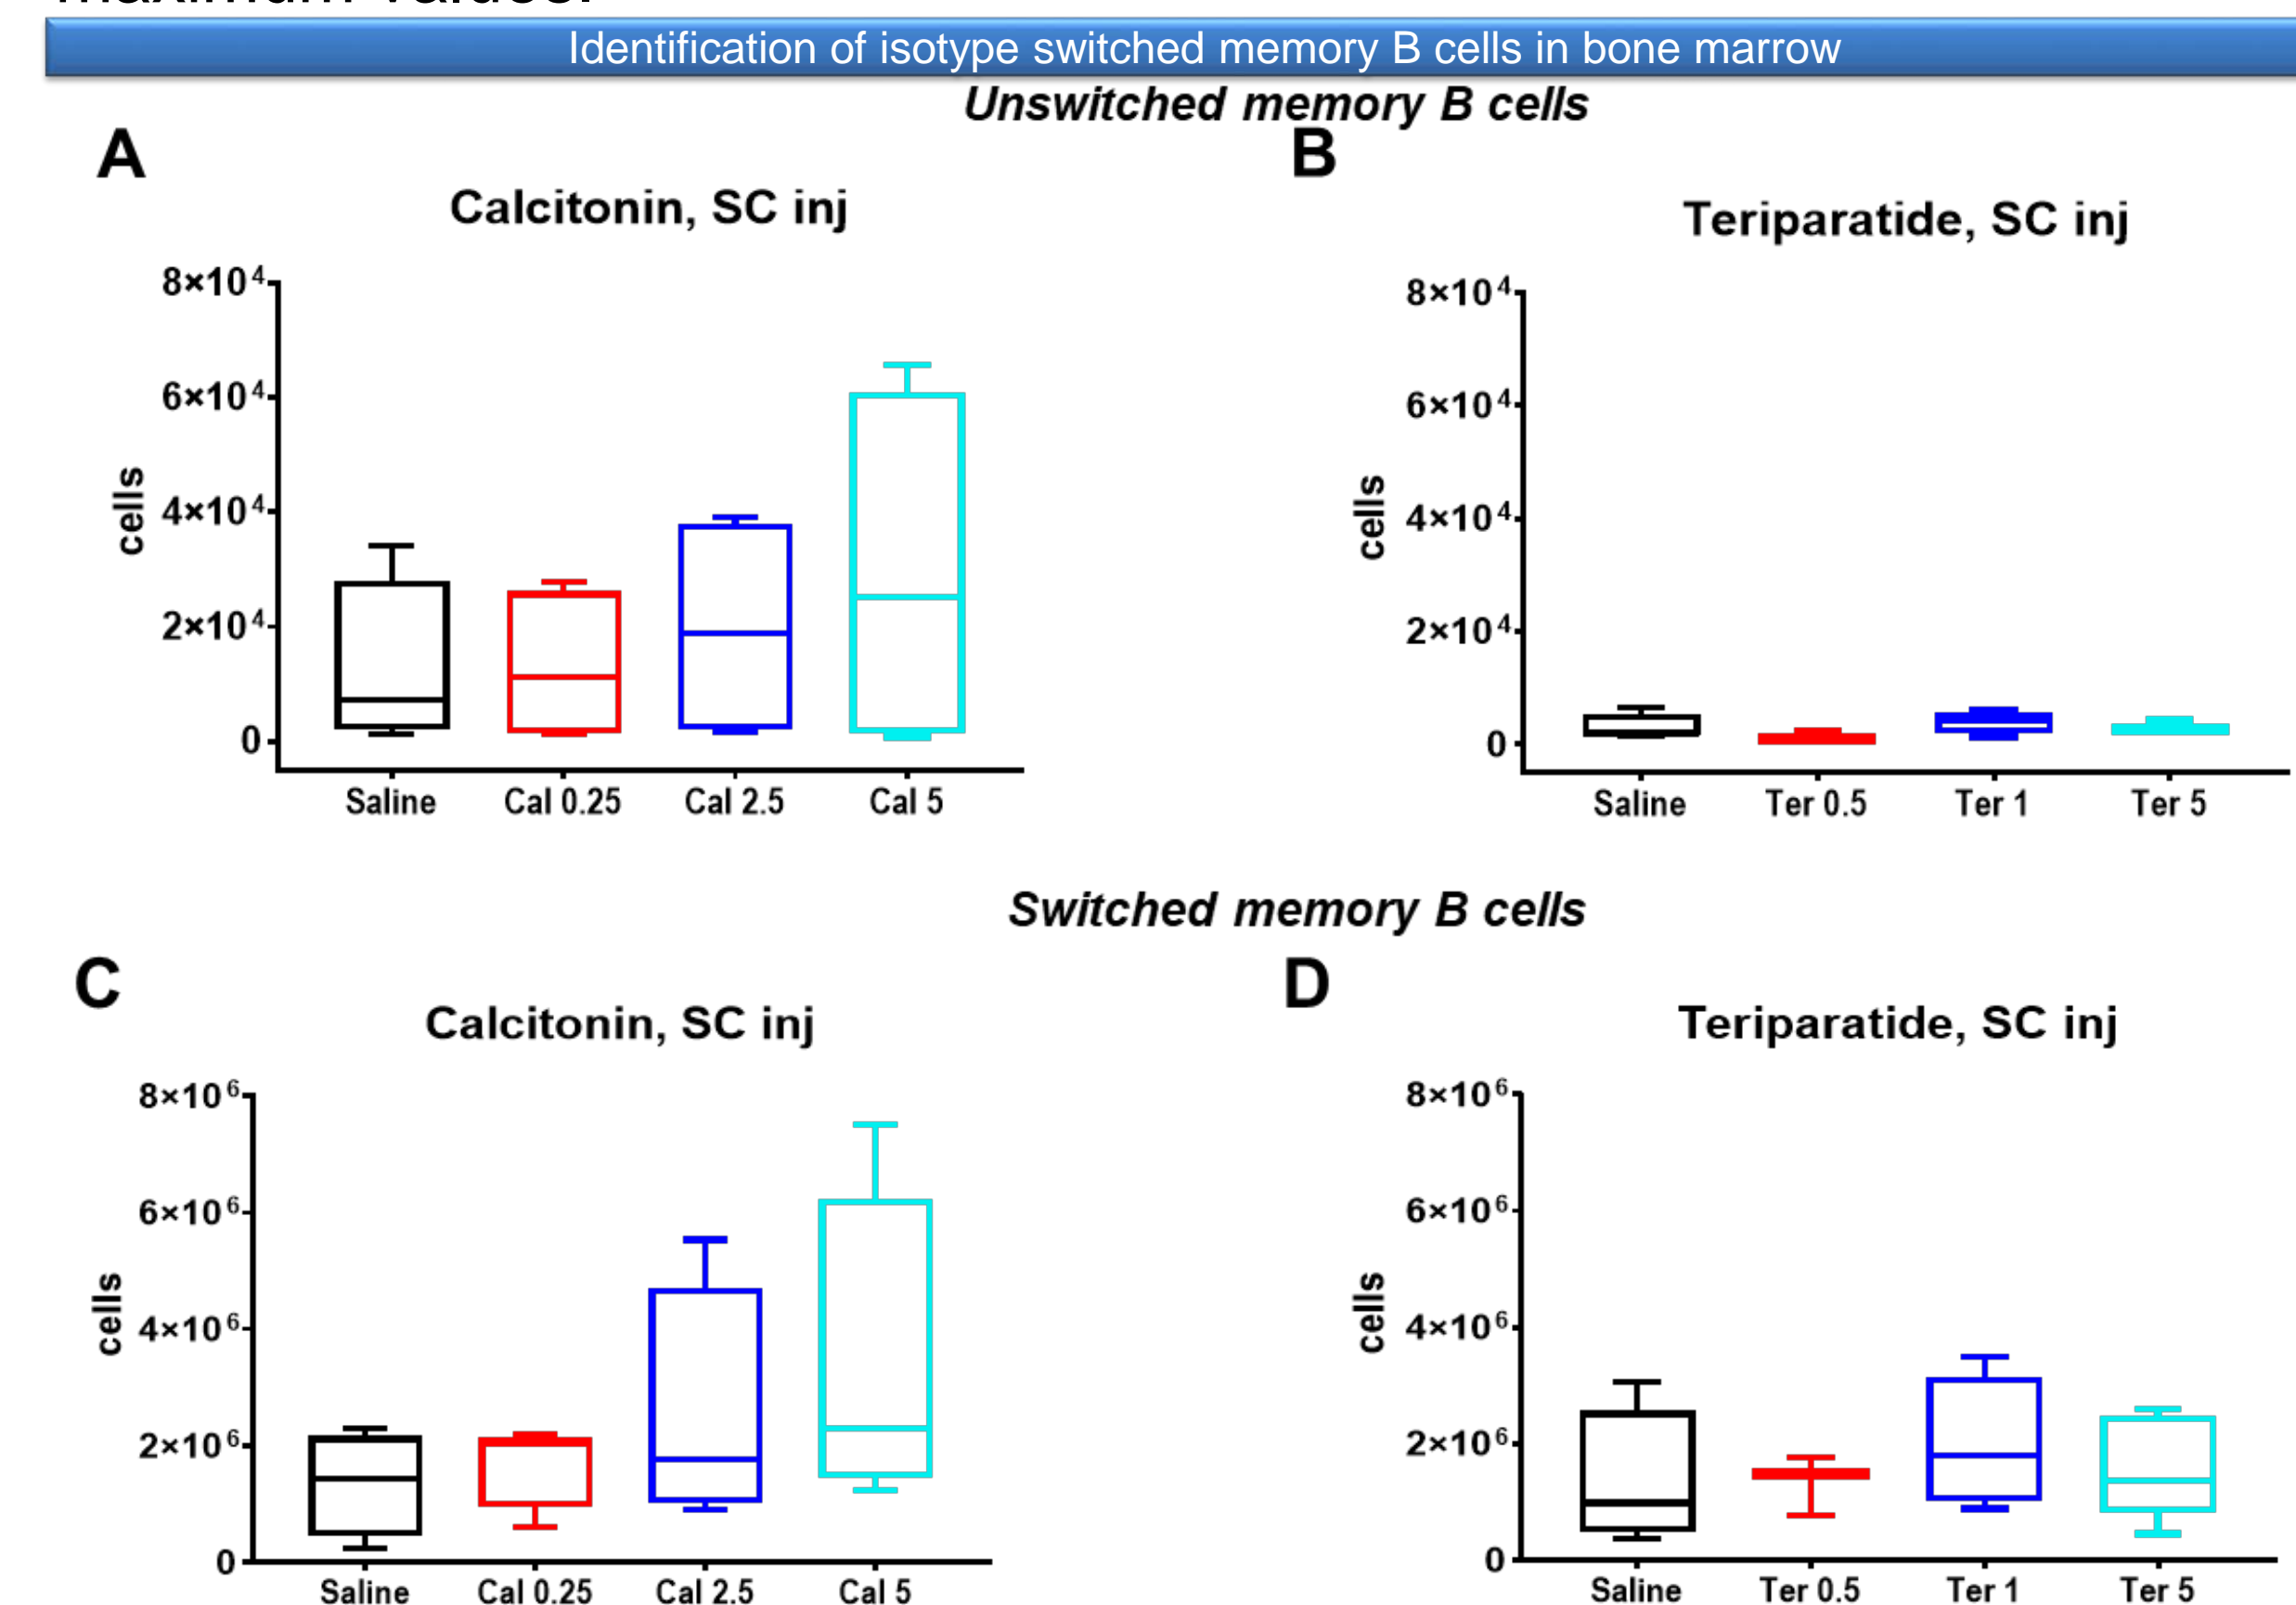 maximum values.
Identification of isotype switched memory B cells in bone marrow
Unswitched memory B cells
A
Calcitonin, SC inj
8×10⁴
6×10⁴
4×10⁴
2×10⁴
0
cells
Saline Cal 0.25 Cal 2.5 Cal 5
B
Teriparatide, SC inj
8×10⁴
6×10⁴
4×10⁴
2×10⁴
0
cells
Saline Ter 0.5 Ter 1 Ter 5
Switched memory B cells
C
Calcitonin, SC inj
8×10⁶
6×10⁶
4×10⁶
2×10⁶
0
cells
Saline Cal 0.25 Cal 2.5 Cal 5
D
Teriparatide, SC inj
8×10⁶
6×10⁶
4×10⁶
2×10⁶
0
cells
Saline Ter 0.5 Ter 1 Ter 5